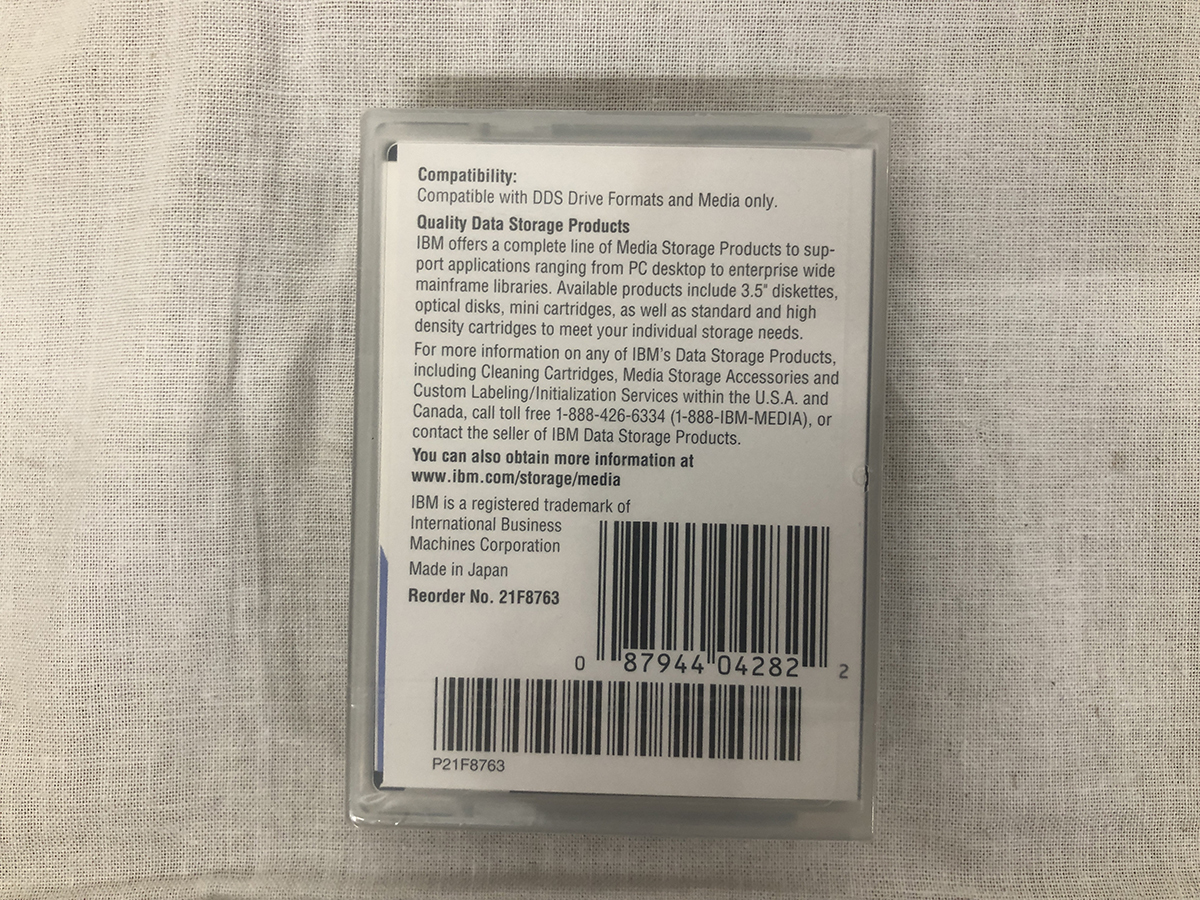 Compatibility:
Compatible with DDS Drive Formats and Media only.
Quality Data Storage Products
IBM offers a complete line of Media Storage Products to sup-
port applications ranging from PC desktop to enterprise wide
mainframe libraries. Available products include 3.5" diskettes,
optical disks, mini cartridges, as well as standard and high
density cartridges to meet your individual storage needs.
For more information on any of IBM's Data Storage Products,
including Cleaning Cartridges, Media Storage Accessories and
Custom Labeling/Initialization Services within the U.S.A. and
Canada, call toll free 1-888-426-6334 (1-888-IBM-MEDIA), or
contact the seller of IBM Data Storage Products.
You can also obtain more information at
www.ibm.com/storage/media
IBM is a registered trademark of
International Business
Machines Corporation
Made in Japan
Reorder No. 21F8763
0 87944 04282 2
P21F8763